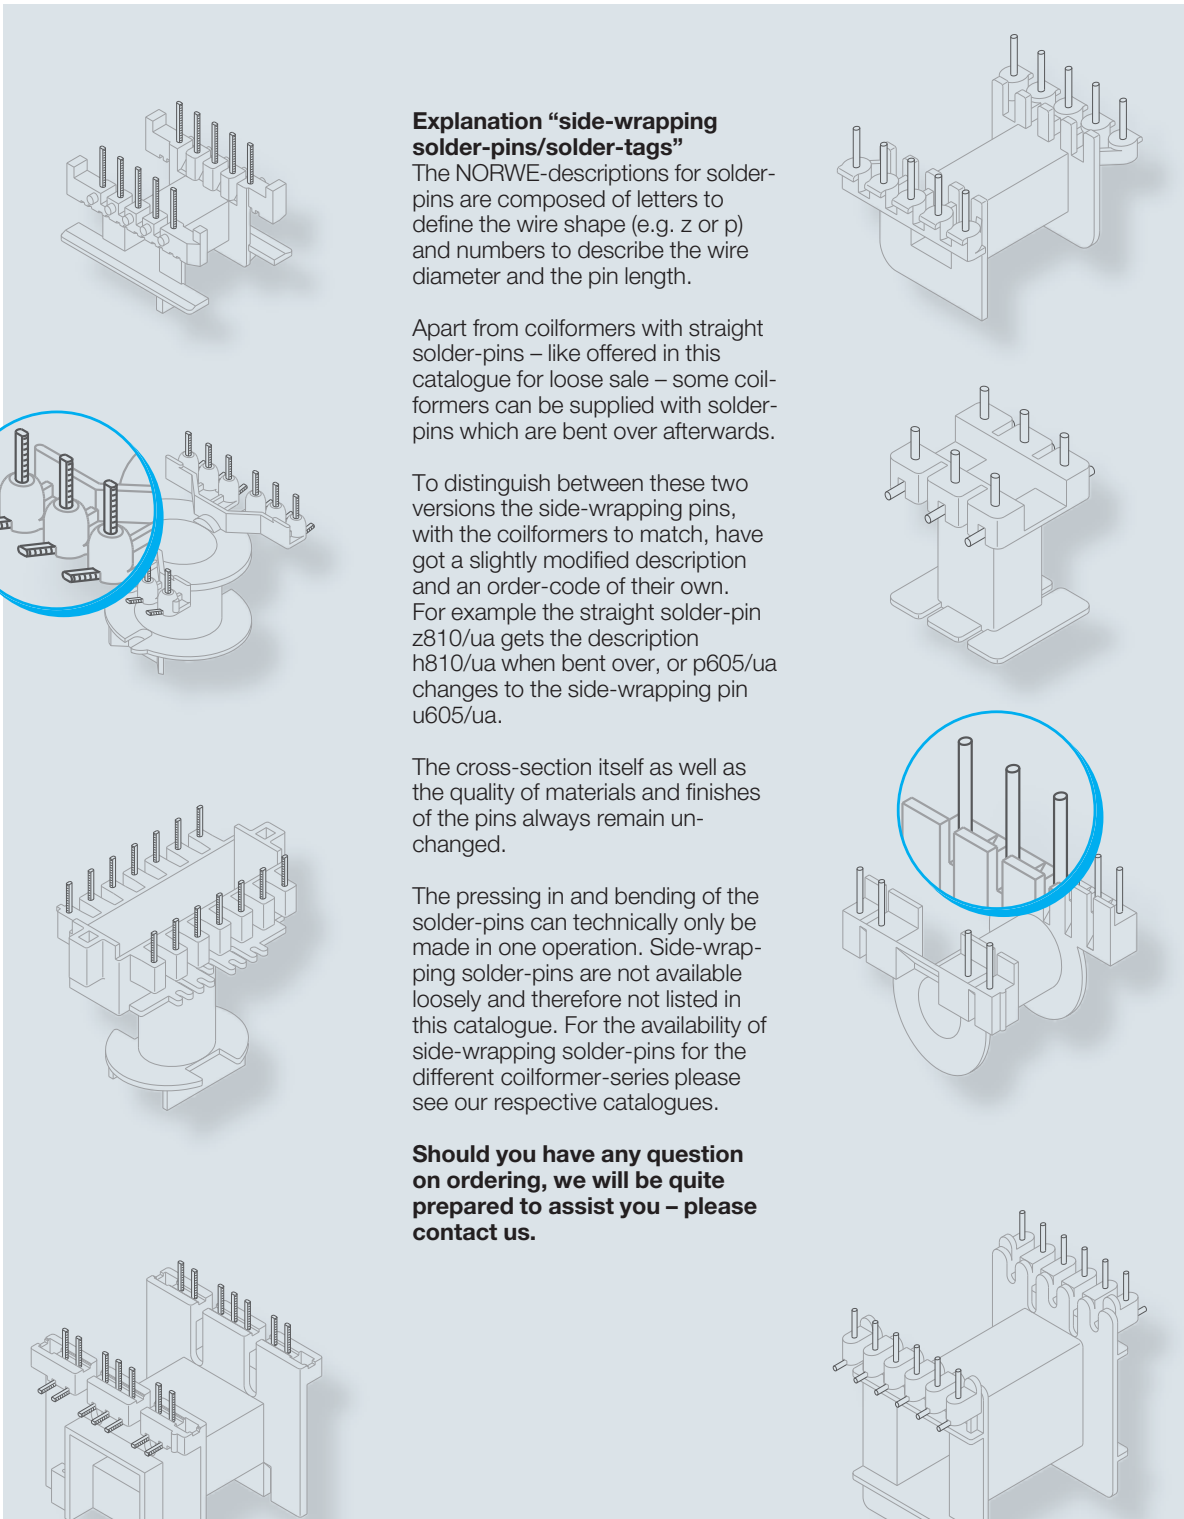 Explanation “side-wrapping
solder-pins/solder-tags”
The NORWE-descriptions for solder-
pins are composed of letters to
define the wire shape (e.g. z or p)
and numbers to describe the wire
diameter and the pin length.
Apart from coilformers with straight
solder-pins – like offered in this
catalogue for loose sale – some coil-
formers can be supplied with solder-
pins which are bent over afterwards.
To distinguish between these two
versions the side-wrapping pins,
with the coilformers to match, have
got a slightly modified description
and an order-code of their own.
For example the straight solder-pin
z810/ua gets the description
h810/ua when bent over, or p605/ua
changes to the side-wrapping pin
u605/ua.
The cross-section itself as well as
the quality of materials and finishes
of the pins always remain un-
changed.
The pressing in and bending of the
solder-pins can technically only be
made in one operation. Side-wrap-
ping solder-pins are not available
loosely and therefore not listed in
this catalogue. For the availability of
side-wrapping solder-pins for the
different coilformer-series please
see our respective catalogues.
Should you have any question
on ordering, we will be quite
prepared to assist you – please
contact us.